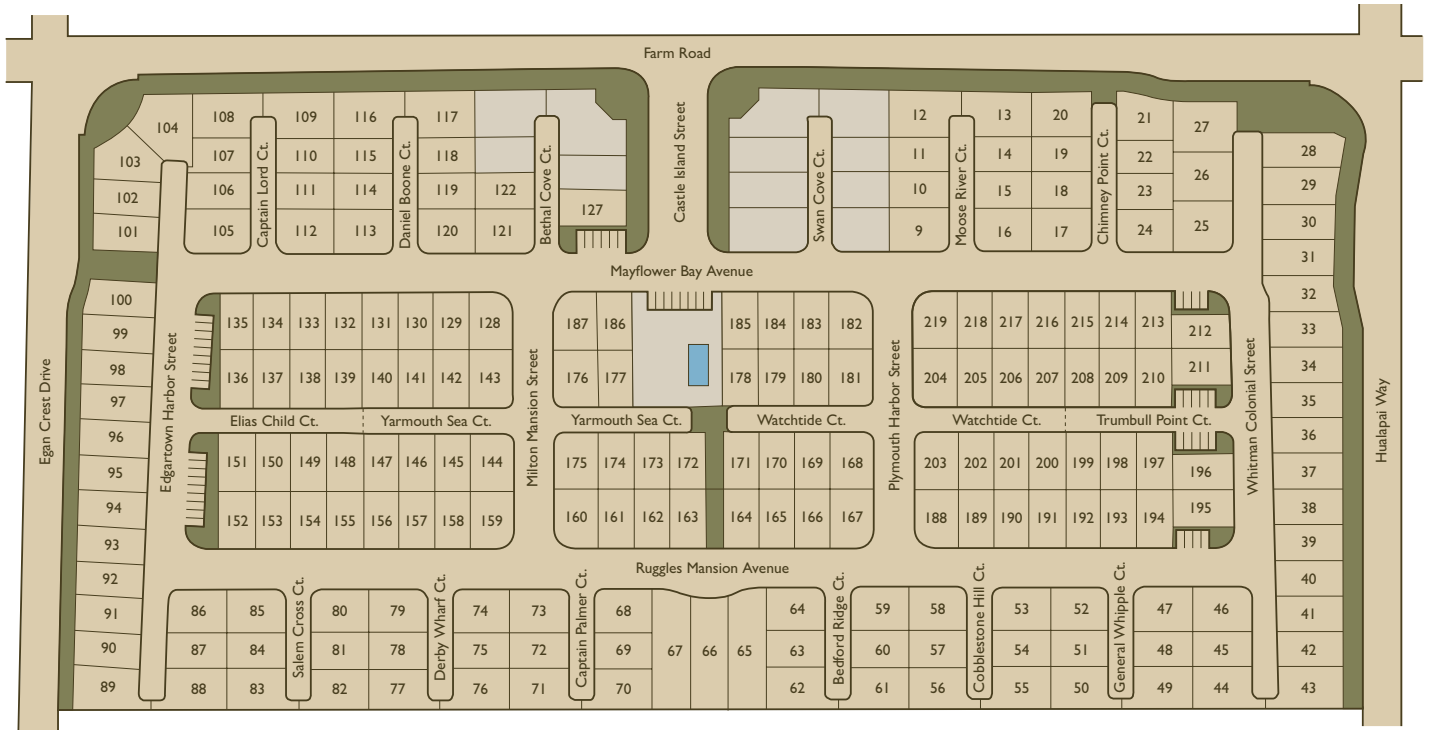 Farm Road
108 109 116 117 12 13 20 21 27
104
107 110 115 118 11 14 19 22 28
103
106 111 114 119 122 10 15 18 23 26 29
102
127
105 112 113 120 121 9 16 17 24 25 30
101
31
Captain Lord Ct.
Daniel Boone Ct.
Bethal Cove Ct.
Castle Island Street
Swan Cove Ct.
Moose River Ct.
Chimney Point Ct.
Mayflower Bay Avenue
100
32
99
33
98
34
97
35
96
36
95
37
94
38
93
39
92
40
91
41
90
42
89
43
135 134 133 132 131 130 129 128
187 186 185 184 183 182
219 218 217 216 215 214 213 212
136 137 138 139 140 141 142 143
176 177 178 179 180 181
204 205 206 207 208 209 210 211
Egan Crest Drive
Edgartown Harbor Street
Milton Mansion Street
Plymouth Harbor Street
Whitman Colonial Street
Hualapai Way
Elias Child Ct. Yarmouth Sea Ct. Yarmouth Sea Ct. Watchtide Ct. Watchtide Ct. Trumbull Point Ct.
151 150 149 148 147 146 145 144
175 174 173 172 171 170 169 168
203 202 201 200 199 198 197 196
152 153 154 155 156 157 158 159
160 161 162 163 164 165 166 167
188 189 190 191 192 193 194 195
Ruggles Mansion Avenue
86 85 80 79 74 73 68 64 59 58 53 52 47 46
87 84 81 78 75 72 69 67 66 65 63 60 57 54 51 48 45
88 83 82 77 76 71 70 62 61 56 55 50 49 44
Salem Cross Ct.
Derby Wharf Ct.
Captain Palmer Ct.
Bedford Ridge Ct.
Cobblestone Hill Ct.
General Whipple Ct.